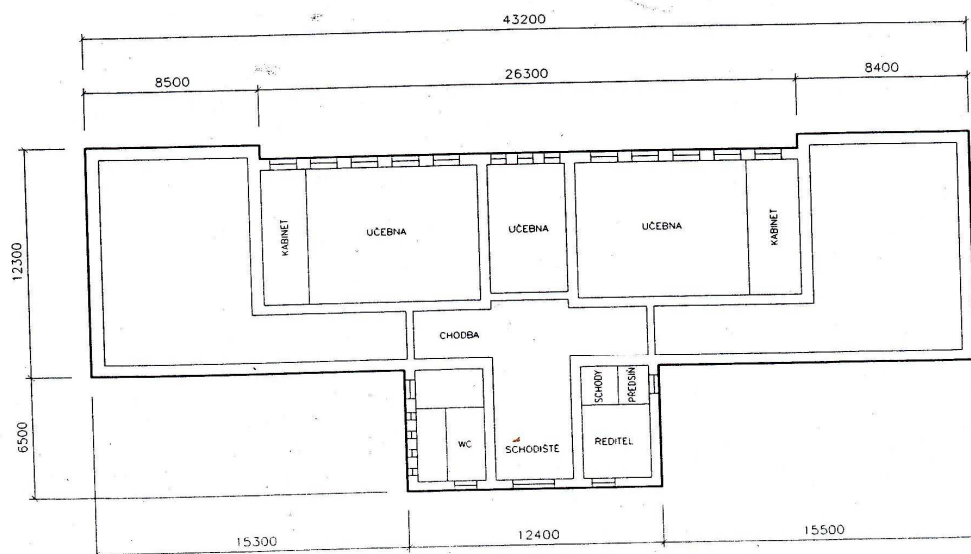 43200
8500
26300
8400
12300
6500
KABINET
UČEBNA
UČEBNA
UČEBNA
KABINET
CHODBA
SCHODY
PŘEDSÍŇ
WC
SCHODIŠTĚ
ŘEDITEL
15300
12400
15500